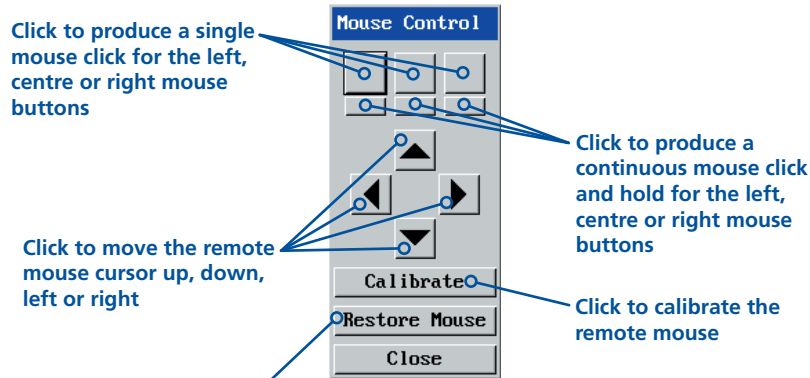 Mouse Control
Click to produce a single
mouse click for the left,
centre or right mouse
buttons
Click to produce a
continuous mouse click
and hold for the left,
centre or right mouse
buttons
Click to move the remote
mouse cursor up, down,
left or right
Calibrate
Click to calibrate the
remote mouse
Restore Mouse
Close